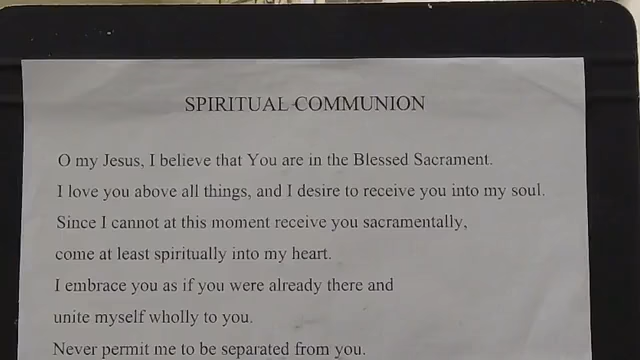 SPIRITUAL COMMUNION
O my Jesus, I believe that You are in the Blessed Sacrament.
I love you above all things, and I desire to receive you into my soul.
Since I cannot at this moment receive you sacramentally,
come at least spiritually into my heart.
I embrace you as if you were already there and
unite myself wholly to you.
Never permit me to be separated from you.